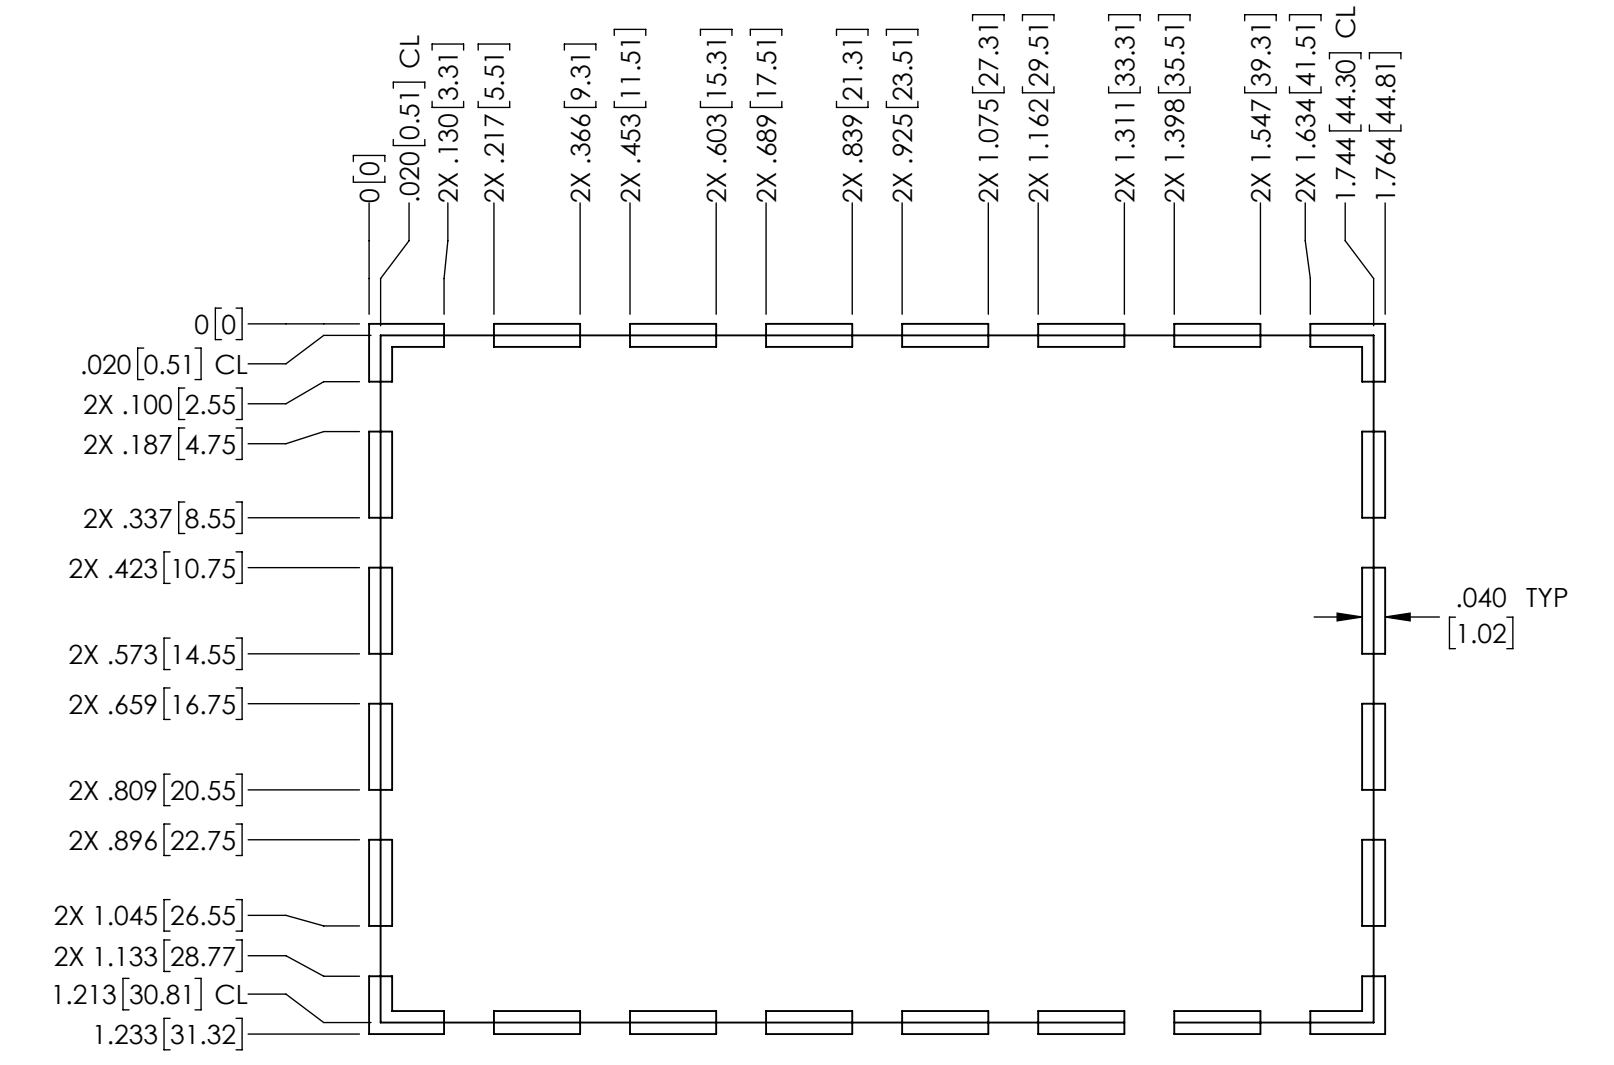 0[0]
.020[0.51] CL
2X .130[3.31]
2X .217[5.51]
2X .366[9.31]
2X .453[11.51]
2X .603[15.31]
2X .689[17.51]
2X .839[21.31]
2X .925[23.51]
2X 1.075[27.31]
2X 1.162[29.51]
2X 1.311[33.31]
2X 1.398[35.51]
2X 1.547[39.31]
2X 1.634[41.51]
1.744[44.30] CL
1.764[44.81]
0[0]
.020[0.51] CL
2X .100[2.55]
2X .187[4.75]
2X .337[8.55]
2X .423[10.75]
2X .573[14.55]
2X .659[16.75]
2X .809[20.55]
2X .896[22.75]
2X 1.045[26.55]
2X 1.133[28.77]
1.213[30.81] CL
1.233[31.32]
.040 TYP
[1.02]